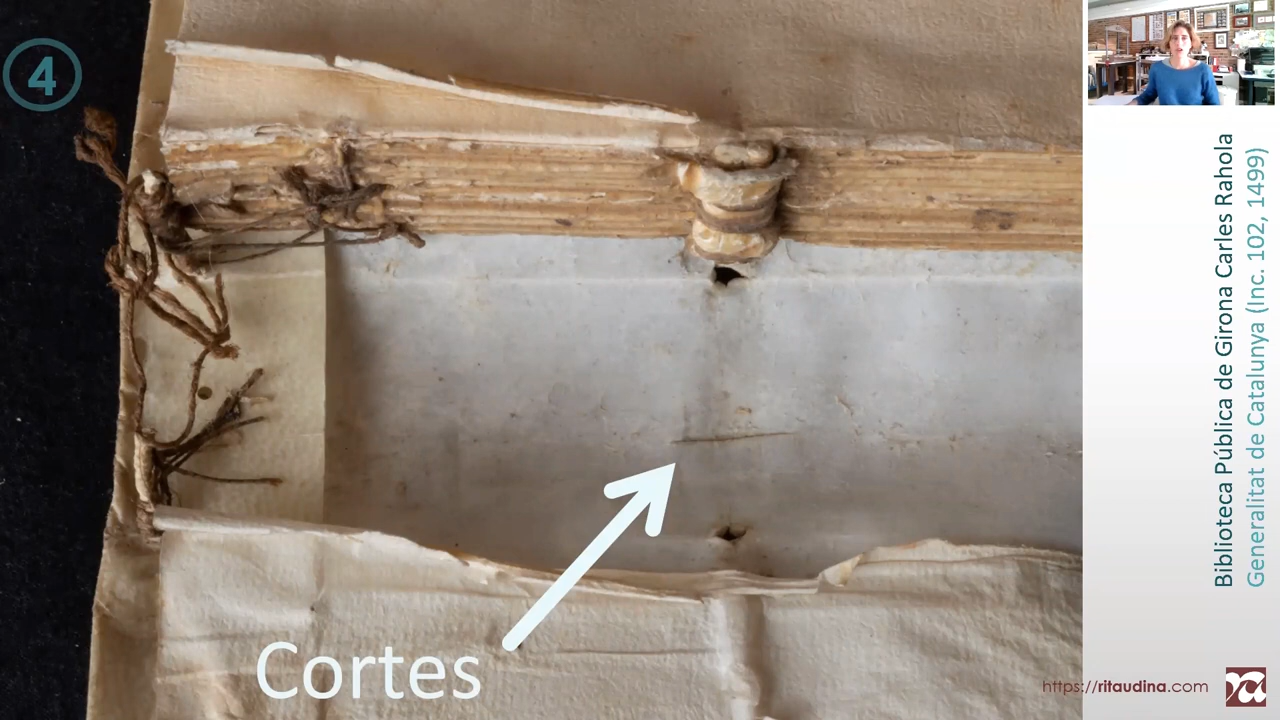 4
Cortes
Biblioteca Pública de Girona Carles Rahola
Generalitat de Catalunya (Inc. 102, 1499)
https://ritaudina.com